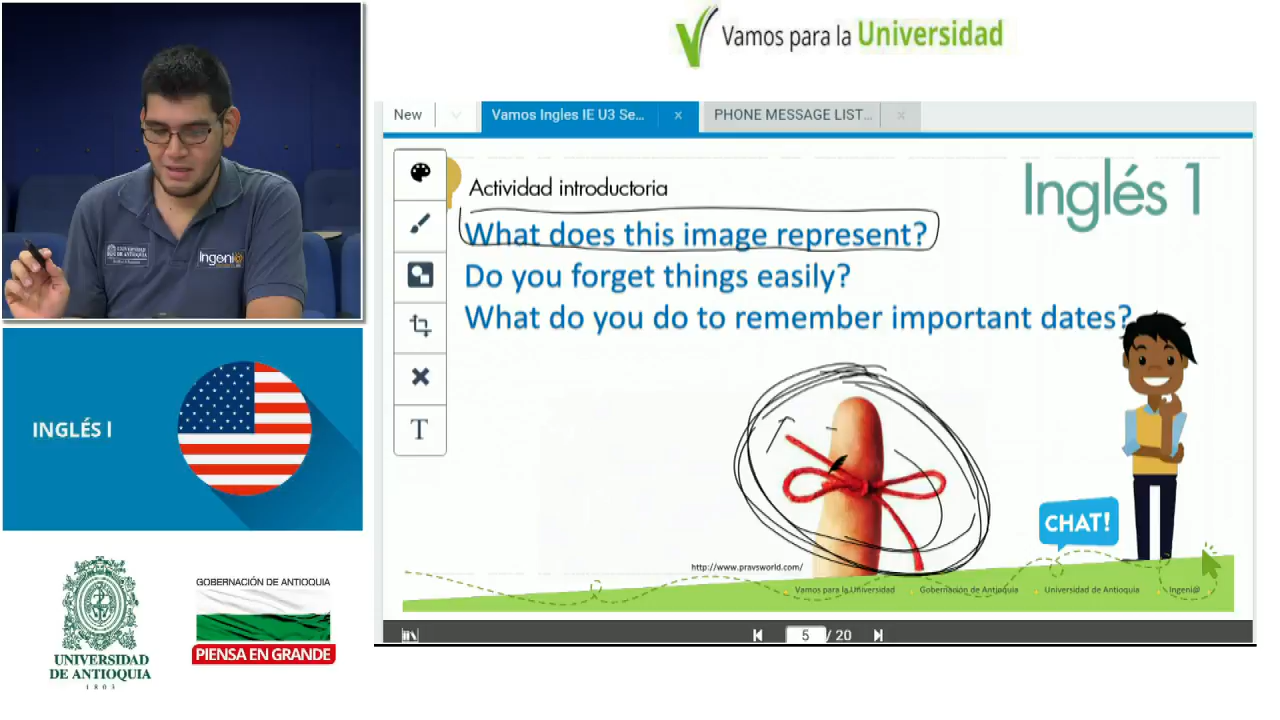 Vamos para la Universidad
New
Vamos Ingles IE U3 Se...
PHONE MESSAGE LIST...
Actividad introductoria
Inglés 1
What does this image represent?
Do you forget things easily?
What do you do to remember important dates?
T
CHAT!
http://www.pravsworld.com/
Vamos para la Universidad
Gobernación de Antioquia
Universidad de Antioquia
Ingeni@
5 / 20
Ingeni@
INGLÉS I
UNIVERSIDAD
DE ANTIOQUIA
1803
GOBERNACIÓN DE ANTIOQUIA
PIENSA EN GRANDE